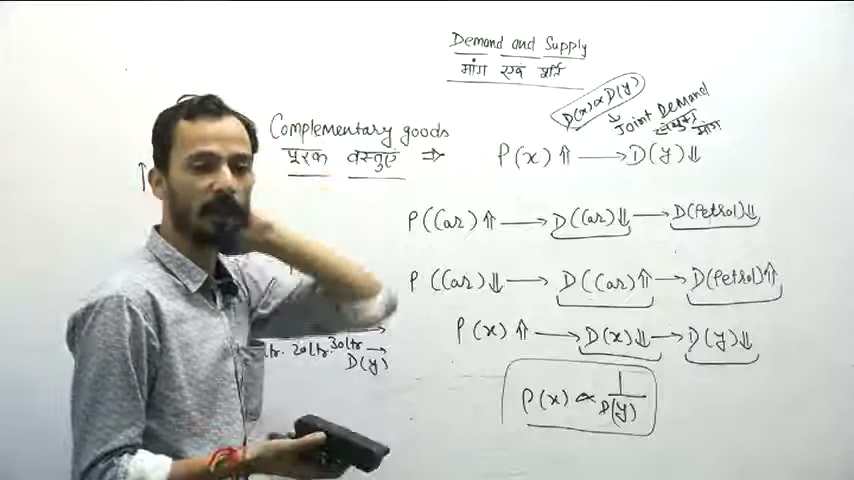 Demand and Supply
मांग एवं पूर्ति
D(x)∝D(y)
Joint Demand
संयुक्त मांग
Complementary goods
पूरक वस्तुएं ⇒
P(x)⇑ → D(y)⇓
P(Car)⇑ → D(Car)⇓ → D(Petrol)⇓
P(Car)⇓ → D(Car)⇑ → D(Petrol)⇑
P(x)⇑ → D(x)⇓ → D(y)⇓
20ltr. 30ltr →
D(y)
P(x) ∝ 1/D(y)